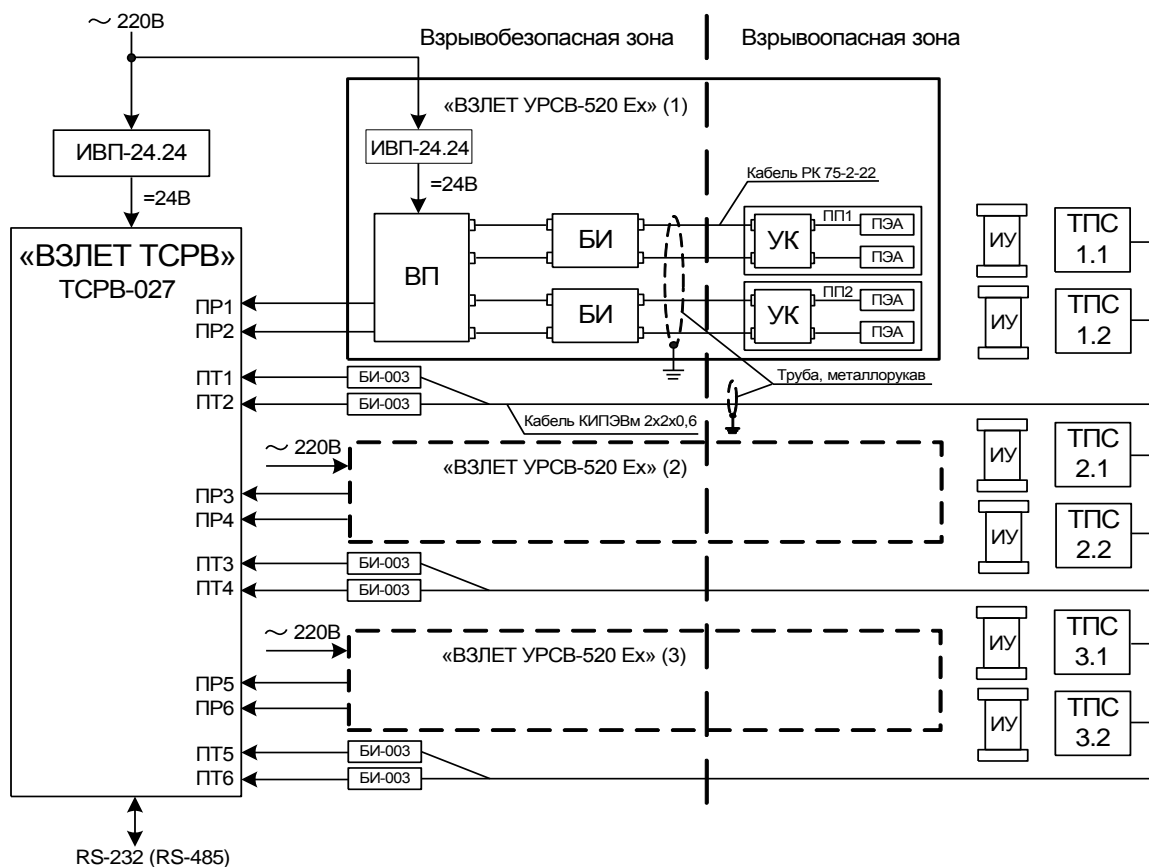 ~ 220В
Взрывобезопасная зона
Взрывоопасная зона
«ВЗЛЕТ УРСВ-520 Ех» (1)
ИВП-24.24
ИВП-24.24
=24В
=24В
Кабель РК 75-2-22
«ВЗЛЕТ ТСРВ»
ТСРВ-027
ВП
БИ
БИ
УК
ПП1
ПЭА
ПЭА
УК
ПП2
ПЭА
ПЭА
ИУ
ТПС
1.1
ИУ
ТПС
1.2
ПР1
ПР2
Труба, металлорукав
ПТ1
БИ-003
ПТ2
БИ-003
Кабель КИПЭВм 2х2х0,6
~ 220В
«ВЗЛЕТ УРСВ-520 Ех» (2)
ИУ
ТПС
2.1
ПР3
ПР4
ИУ
ТПС
2.2
ПТ3
БИ-003
ПТ4
БИ-003
~ 220В
«ВЗЛЕТ УРСВ-520 Ех» (3)
ИУ
ТПС
3.1
ПР5
ПР6
ИУ
ТПС
3.2
ПТ5
БИ-003
ПТ6
БИ-003
RS-232 (RS-485)